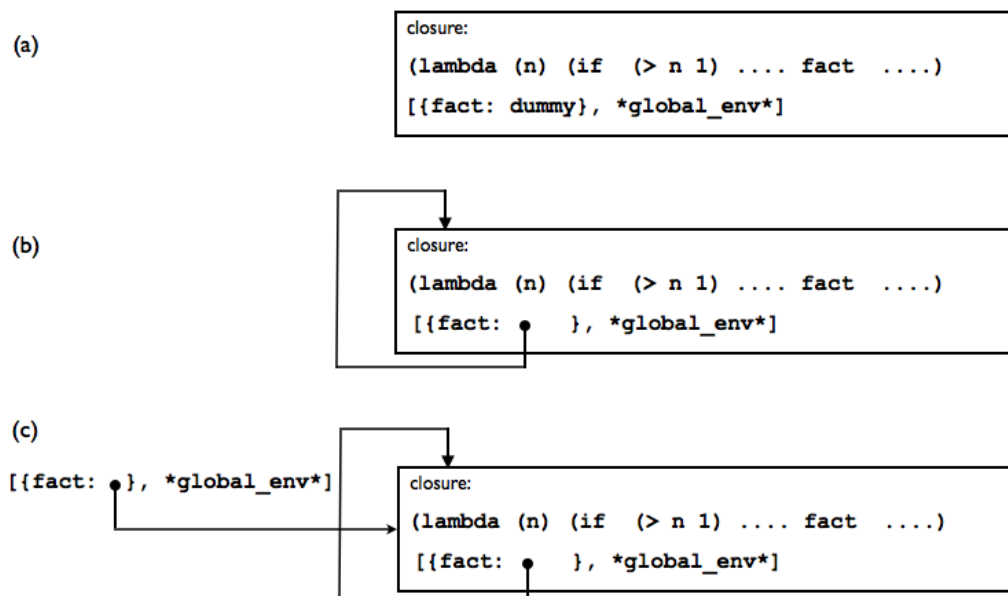 (a)
closure:
(lambda (n) (if (> n 1) .... fact ....)
[{fact: dummy}, *global_env*]
(b)
closure:
(lambda (n) (if (> n 1) .... fact ....)
[{fact: }, *global_env*]
(c)
[{fact: }, *global_env*]
closure:
(lambda (n) (if (> n 1) .... fact ....)
[{fact: }, *global_env*]